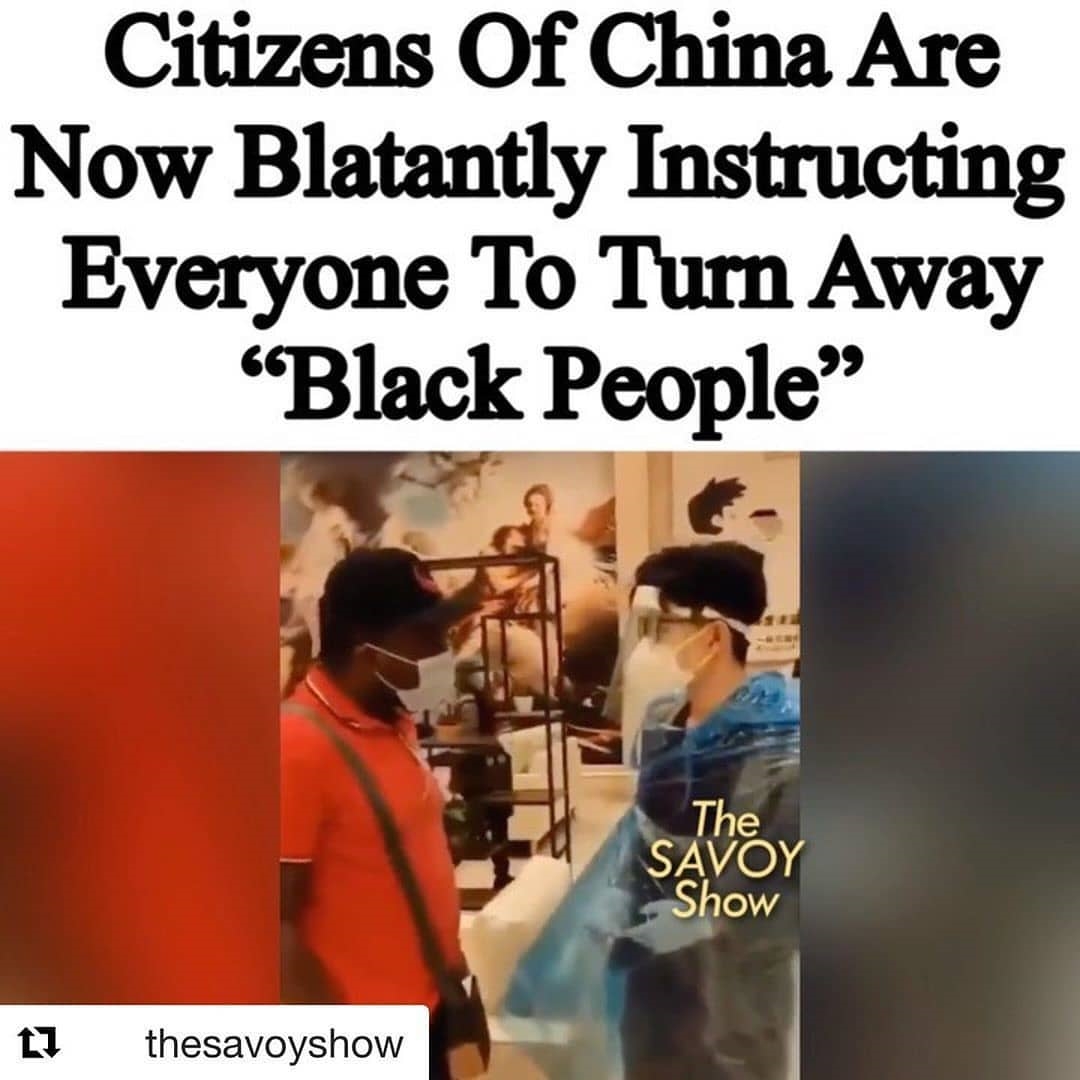 Citizens Of China Are
Now Blatantly Instructing
Everyone To Turn Away
“Black People”
The
SAVOY
Show
thesavoyshow